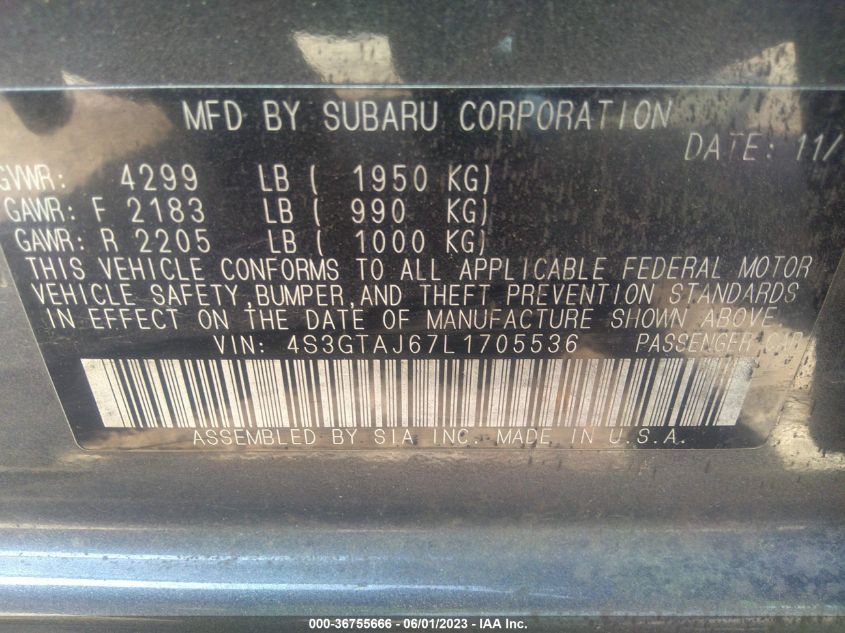 MFD BY SUBARU CORPORATION
DATE: 11/
GVWR: 4299 LB ( 1950 KG)
GAWR: F 2183 LB ( 990 KG)
GAWR: R 2205 LB ( 1000 KG)
THIS VEHICLE CONFORMS TO ALL APPLICABLE FEDERAL MOTOR
VEHICLE SAFETY,BUMPER,AND THEFT PREVENTION STANDARDS
IN EFFECT ON THE DATE OF MANUFACTURE SHOWN ABOVE
VIN: 4S3GTAJ67L1705536 PASSENGER CAR
ASSEMBLED BY SIA INC. MADE IN U.S.A.
000-36755666 - 06/01/2023 - IAA Inc.